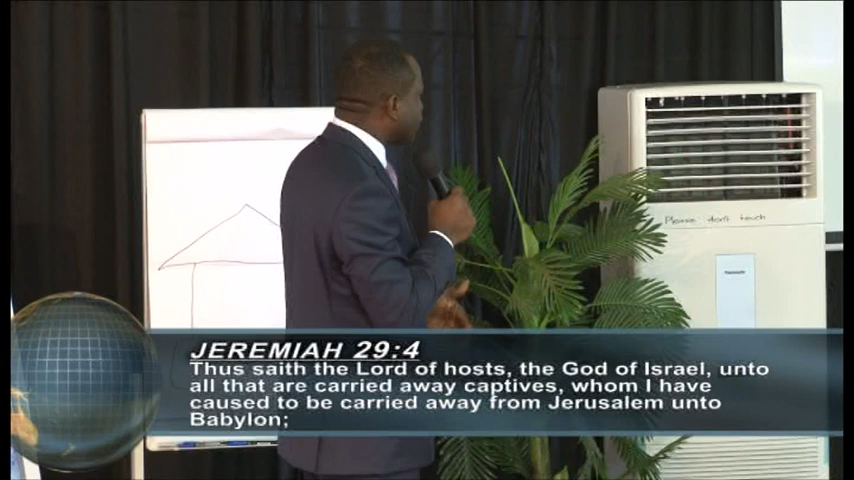 Please don't touch
Panasonic
JEREMIAH 29:4
Thus saith the Lord of hosts, the God of Israel, unto
all that are carried away captives, whom I have
caused to be carried away from Jerusalem unto
Babylon;